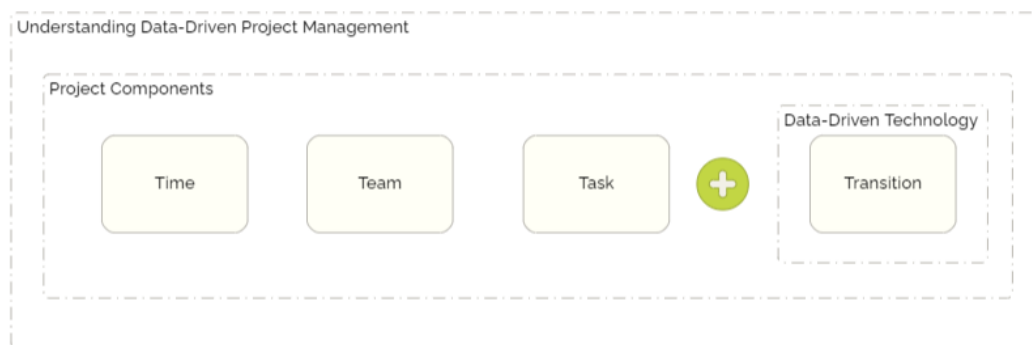 Understanding Data-Driven Project Management
Project Components
Data-Driven Technology
Time
Team
Task
Transition